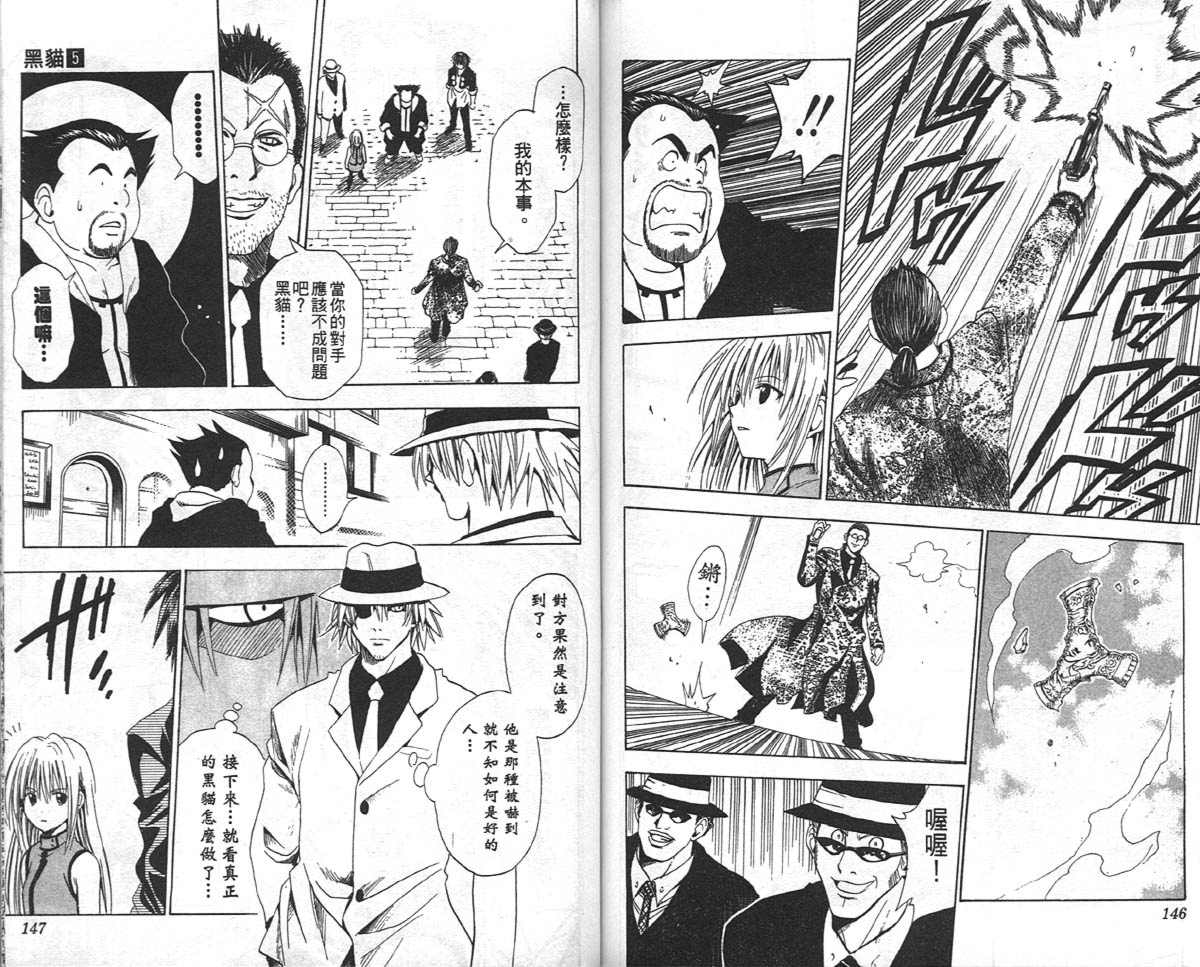 !!
鏘…
喔喔!
146
黑貓5
…怎麼樣?
我的本事。
當你的對手
應該不成問題
吧?
黑貓……
…………
這個嘛…
………
對方果然是注意
到了。
他是那種被嚇到
就不知如何是好的
人…
接下來…就看真正
的黑貓怎麼做了…
147